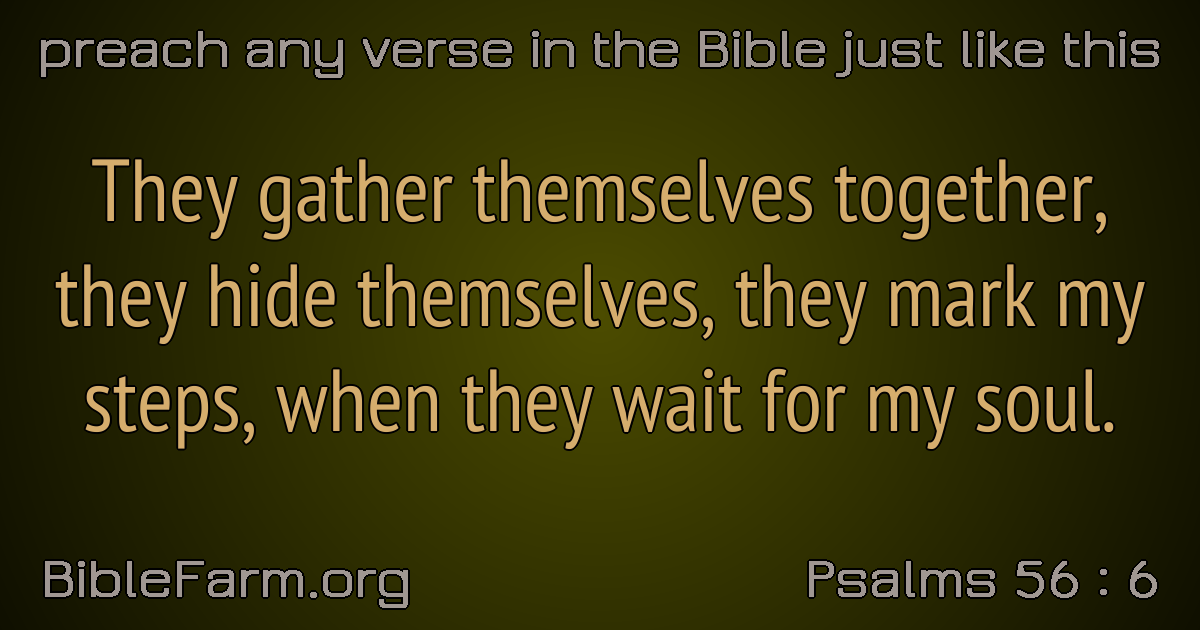 preach any verse in the Bible just like this
They gather themselves together,
they hide themselves, they mark my
steps, when they wait for my soul.
BibleFarm.org
Psalms 56 : 6